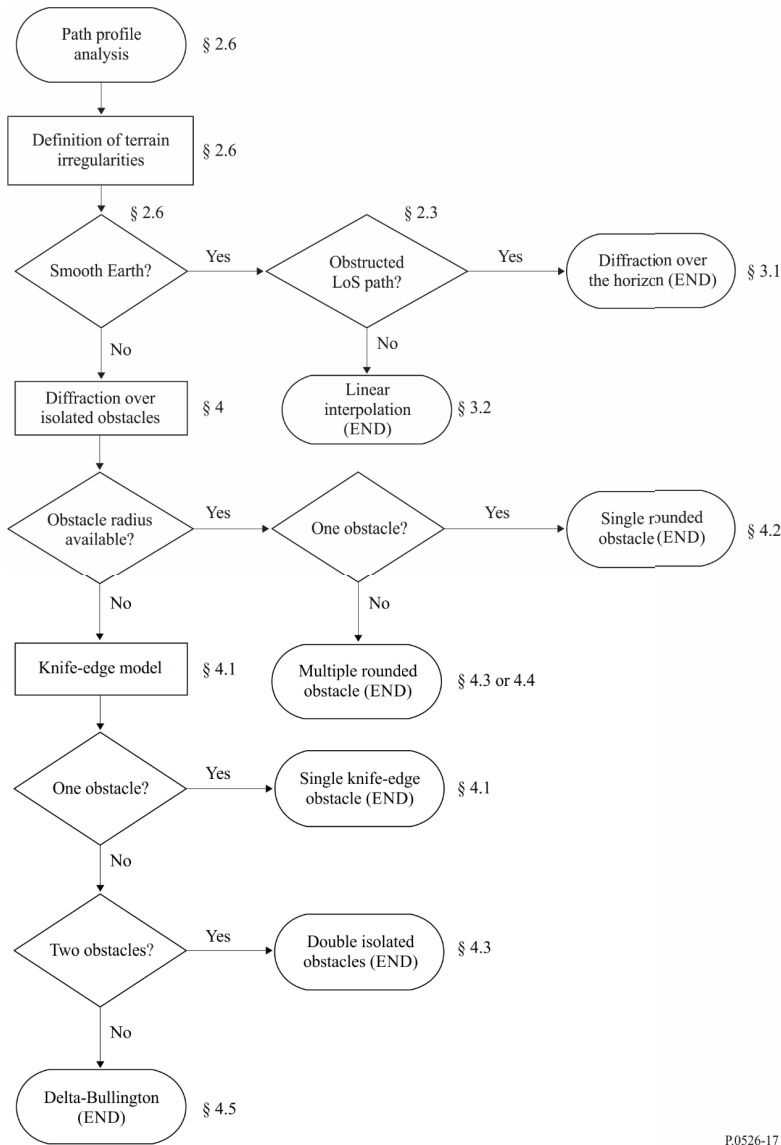 Path profile
analysis
§ 2.6
Definition of terrain
irregularities
§ 2.6
§ 2.6
Smooth Earth?
Yes
§ 2.3
Obstructed
LoS path?
Yes
Diffraction over
the horizon (END)
§ 3.1
No
No
Diffraction over
isolated obstacles
§ 4
Linear
interpolation
(END)
§ 3.2
Obstacle radius
available?
Yes
One obstacle?
Yes
Single rounded
obstacle (END)
§ 4.2
No
No
Knife-edge model
§ 4.1
Multiple rounded
obstacle (END)
§ 4.3 or 4.4
One obstacle?
Yes
Single knife-edge
obstacle (END)
§ 4.1
No
Two obstacles?
Yes
Double isolated
obstacles (END)
§ 4.3
No
Delta-Bullington
(END)
§ 4.5
P.0526-17